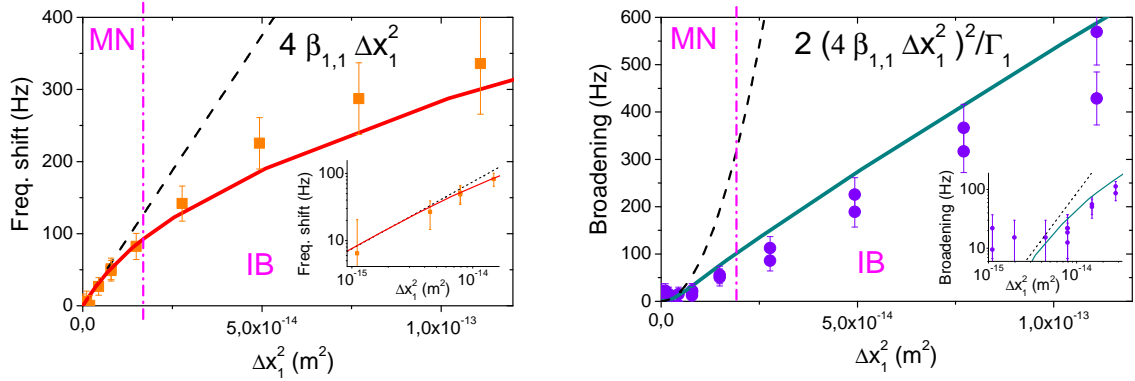 400
300
200
100
0
Freq. shift (Hz)
MN
4 β₁,₁ Δx₁²
IB
0,0
5,0x10⁻¹⁴
1,0x10⁻¹³
Δx₁² (m²)
100
10
Freq. shift (Hz)
10⁻¹⁵
10⁻¹⁴
Δx₁² (m²)
600
500
400
300
200
100
0
Broadening (Hz)
MN
2 (4 β₁,₁ Δx₁²)²/Γ₁
IB
0,0
5,0x10⁻¹⁴
1,0x10⁻¹³
Δx₁² (m²)
100
10
Broadening (Hz)
10⁻¹⁵
10⁻¹⁴
Δx₁² (m²)